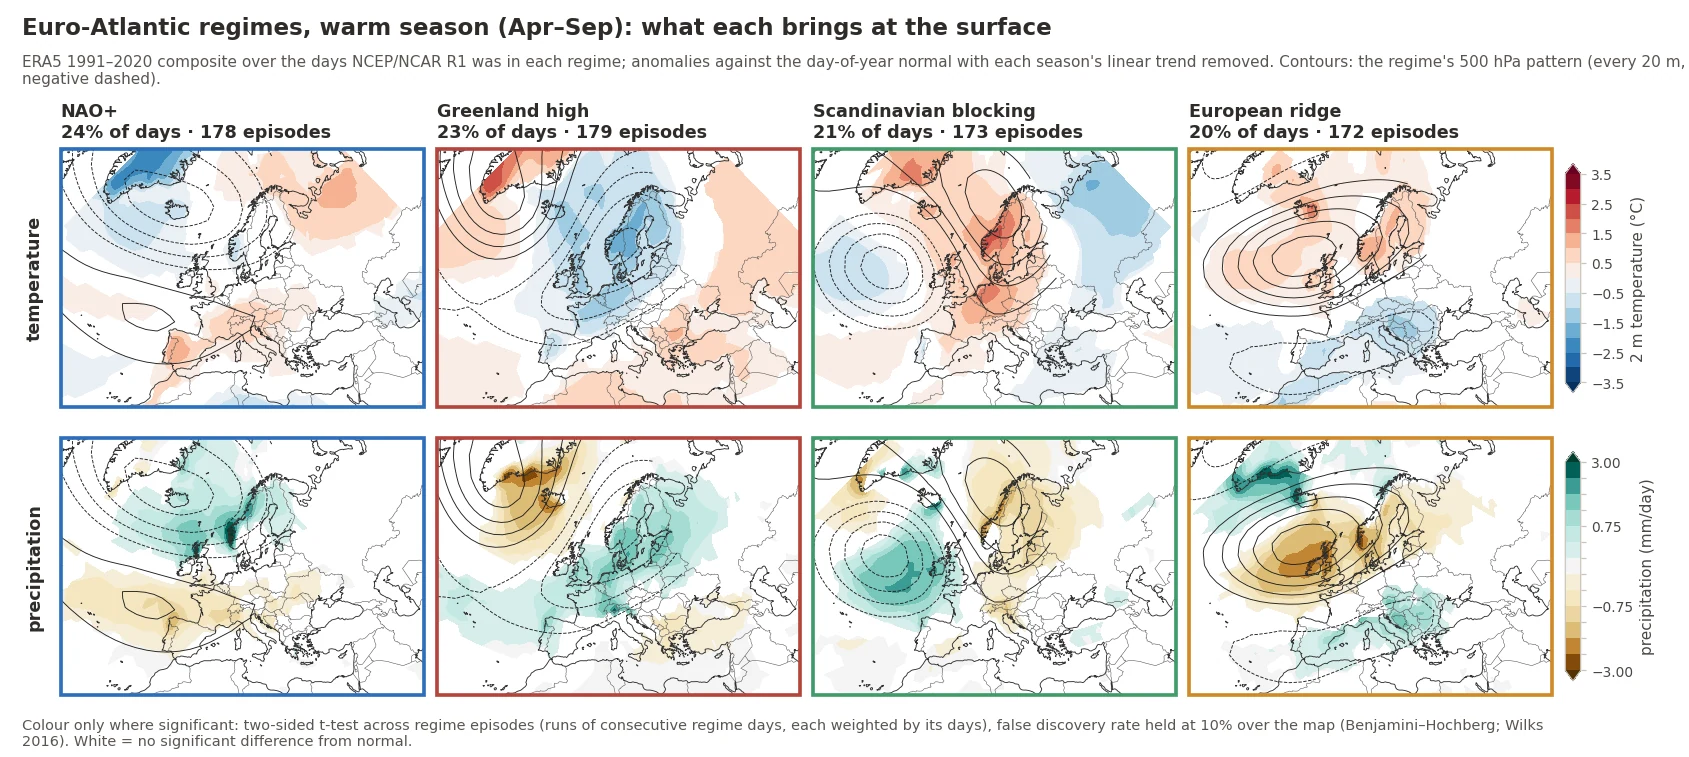 Euro-Atlantic regimes, warm season (Apr–Sep): what each brings at the surface
ERA5 1991–2020 composite over the days NCEP/NCAR R1 was in each regime; anomalies against the day-of-year normal with each season's linear trend removed. Contours: the regime's 500 hPa pattern (every 20 m,
negative dashed).
NAO+
24% of days · 178 episodes
Greenland high
23% of days · 179 episodes
Scandinavian blocking
21% of days · 173 episodes
European ridge
20% of days · 172 episodes
temperature
3.5
2.5
1.5
0.5
−0.5
−1.5
−2.5
−3.5
2 m temperature (°C)
precipitation
3.00
0.75
−0.75
−3.00
precipitation (mm/day)
Colour only where significant: two-sided t-test across regime episodes (runs of consecutive regime days, each weighted by its days), false discovery rate held at 10% over the map (Benjamini–Hochberg; Wilks
2016). White = no significant difference from normal.